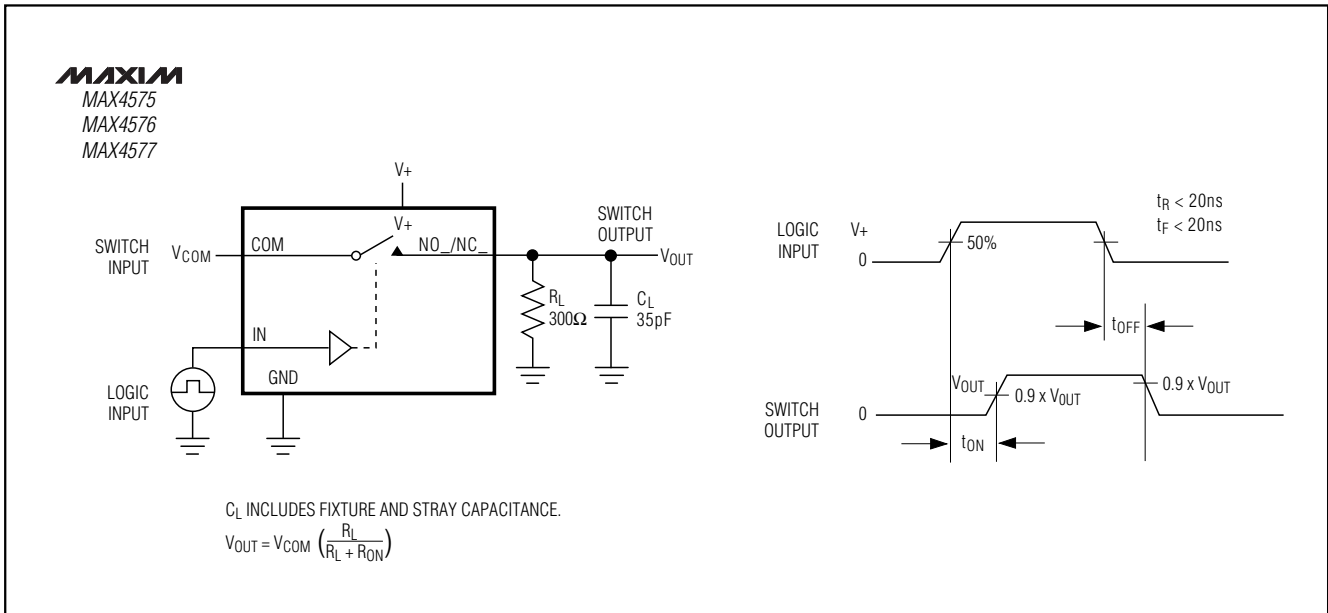 MAXIM
MAX4575
MAX4576
MAX4577
V+
V+
SWITCH
INPUT
VCOM
COM
NO_/NC_
SWITCH
OUTPUT
VOUT
RL
300Ω
CL
35pF
IN
GND
LOGIC
INPUT
CL INCLUDES FIXTURE AND STRAY CAPACITANCE.
VOUT = VCOM (RL / RL + RON)
LOGIC
INPUT
V+
0
50%
tR < 20ns
tF < 20ns
tOFF
SWITCH
OUTPUT
VOUT
0
0.9 x VOUT
0.9 x VOUT
tON